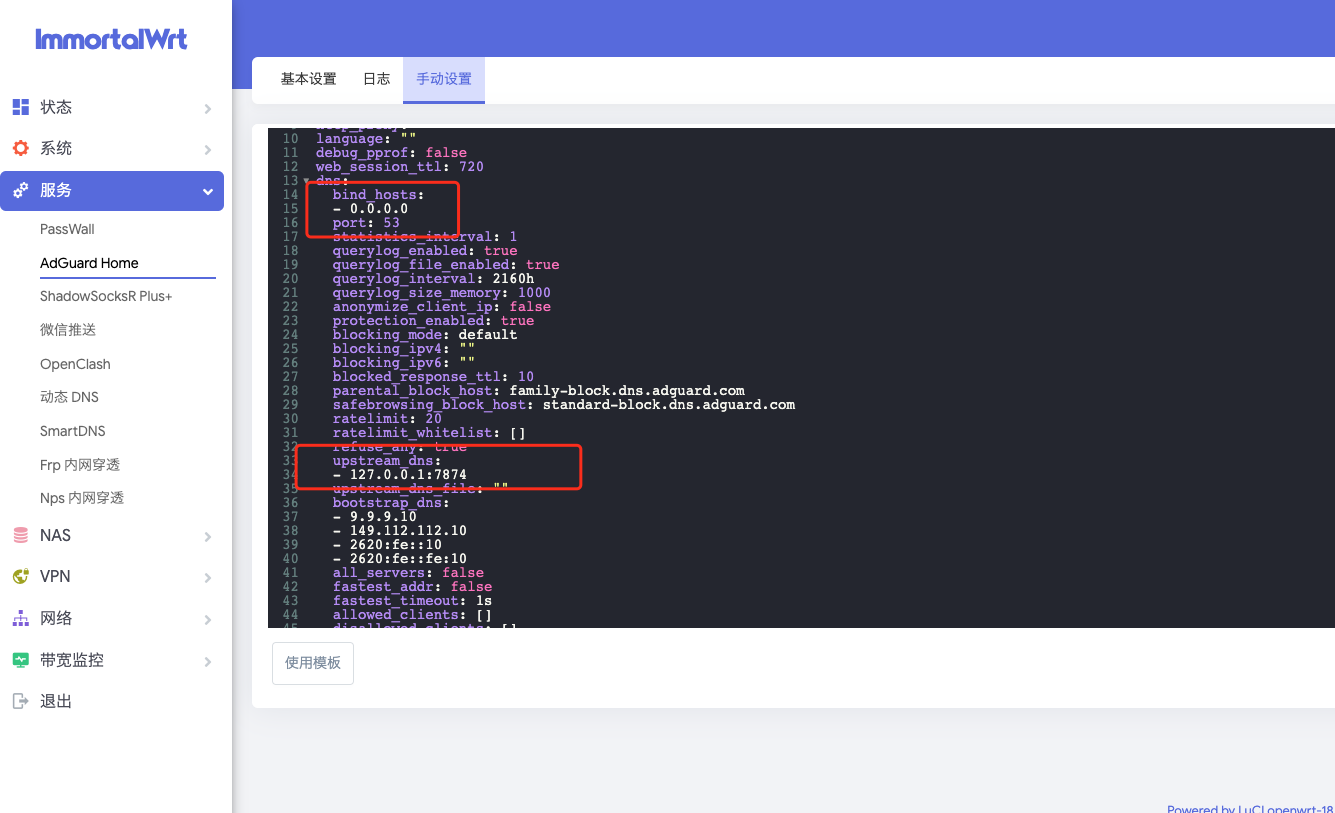 ImmortalWrt
状态
系统
服务
PassWall
AdGuard Home
ShadowSocksR Plus+
微信推送
OpenClash
动态 DNS
SmartDNS
Frp 内网穿透
Nps 内网穿透
NAS
VPN
网络
带宽监控
退出
基本设置 日志 手动设置
10 language: ""
11 debug_pprof: false
12 web_session_ttl: 720
13 dns:
14 bind_hosts:
15 - 0.0.0.0
16 port: 53
17 statistics_interval: 1
18 querylog_enabled: true
19 querylog_file_enabled: true
20 querylog_interval: 2160h
21 querylog_size_memory: 1000
22 anonymize_client_ip: false
23 protection_enabled: true
24 blocking_mode: default
25 blocking_ipv4: ""
26 blocking_ipv6: ""
27 blocked_response_ttl: 10
28 parental_block_host: family-block.dns.adguard.com
29 safebrowsing_block_host: standard-block.dns.adguard.com
30 ratelimit: 20
31 ratelimit_whitelist: []
32 refuse_any: true
33 upstream_dns:
34 - 127.0.0.1:7874
35 upstream_dns_file: ""
36 bootstrap_dns:
37 - 9.9.9.10
38 - 149.112.112.10
39 - 2620:fe::10
40 - 2620:fe::fe:10
41 all_servers: false
42 fastest_addr: false
43 fastest_timeout: 1s
44 allowed_clients: []
45 disallowed_clients: []
使用模板
Powered by LuCI openwrt-18